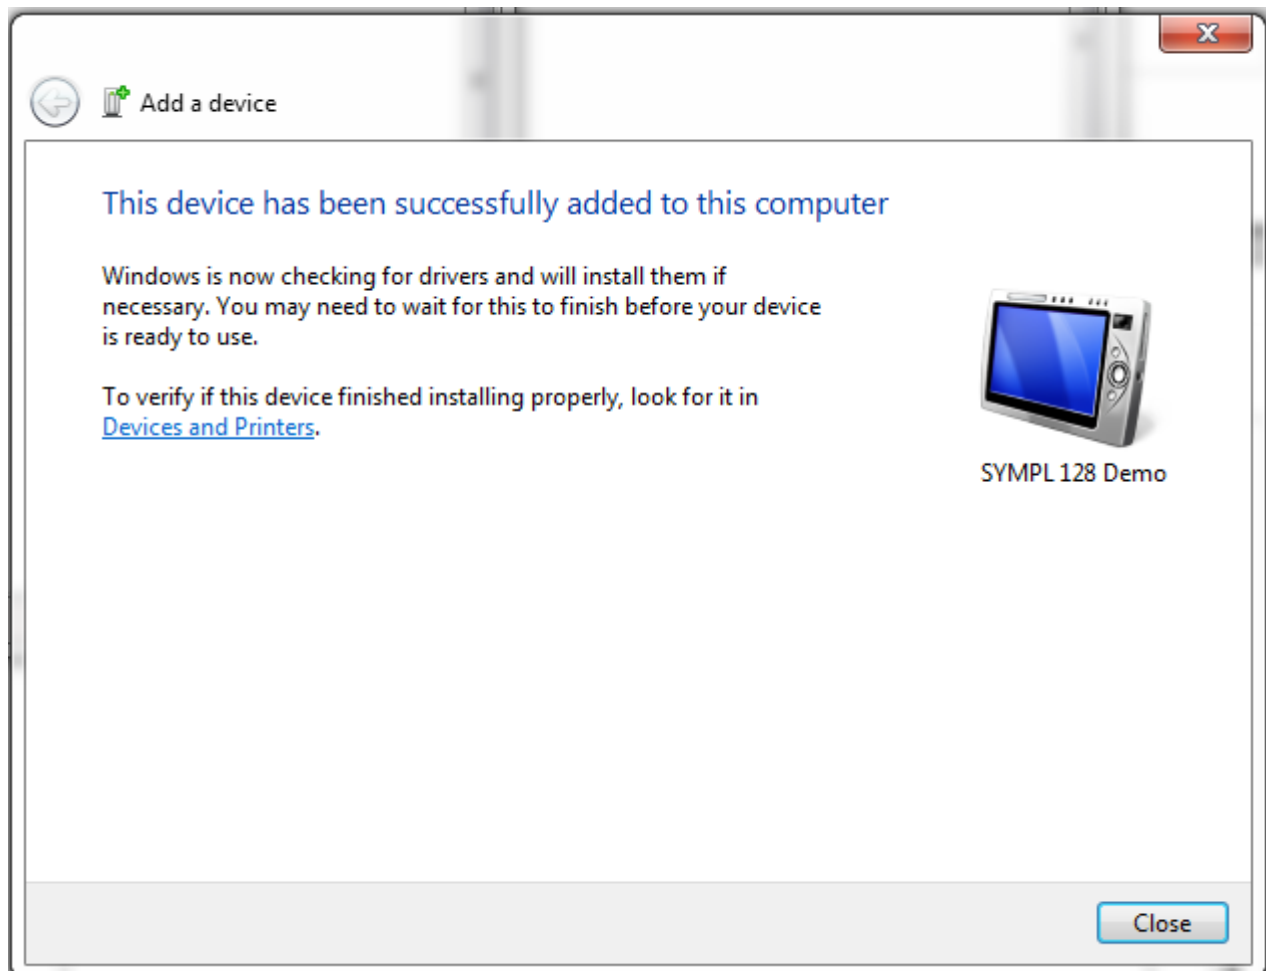 Add a device
This device has been successfully added to this computer
Windows is now checking for drivers and will install them if
necessary. You may need to wait for this to finish before your device
is ready to use.
To verify if this device finished installing properly, look for it in
Devices and Printers.
SYMPL 128 Demo
Close